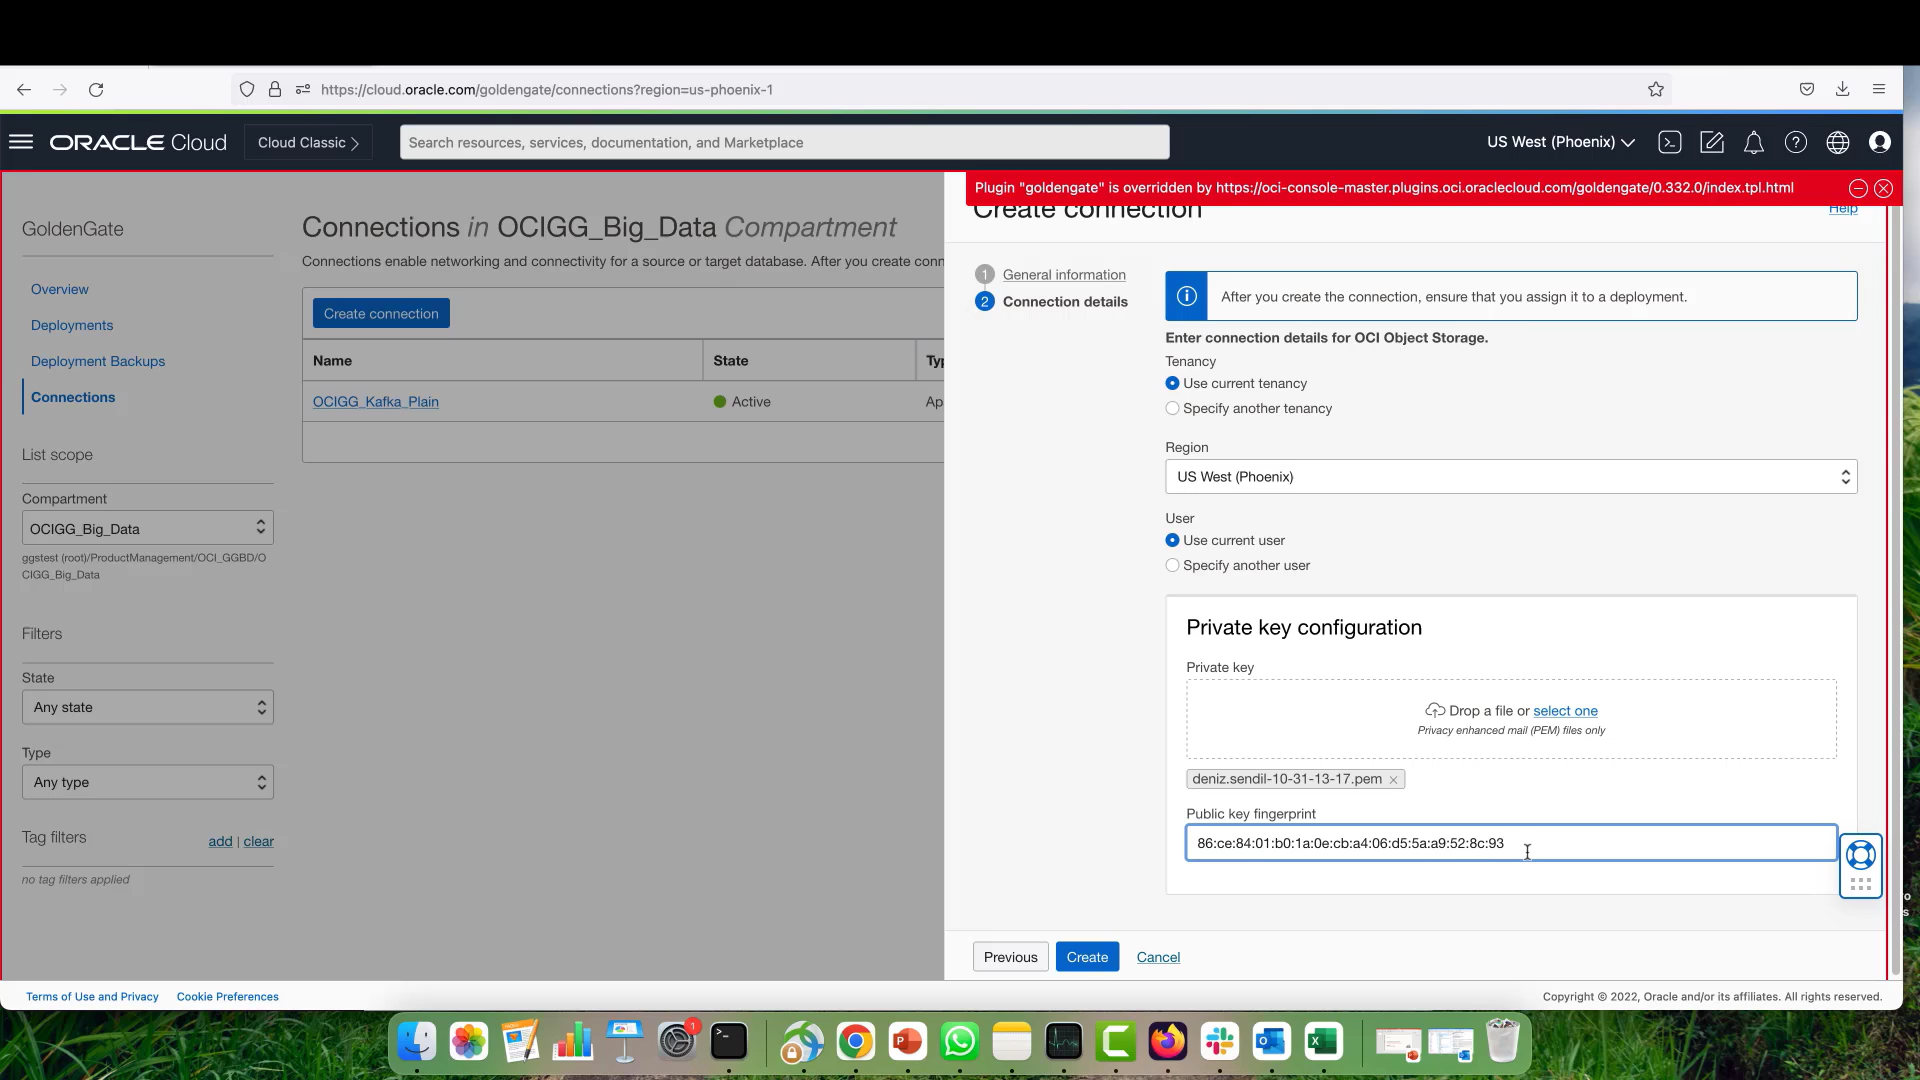 https://cloud.oracle.com/goldengate/connections?region=us-phoenix-1
ORACLE Cloud
Cloud Classic
Search resources, services, documentation, and Marketplace
US West (Phoenix)
Plugin "goldengate" is overridden by https://oci-console-master.plugins.oci.oraclecloud.com/goldengate/0.332.0/index.tpl.html
GoldenGate
Overview
Deployments
Deployment Backups
Connections
List scope
Compartment
OCIGG_Big_Data
ggstest (root)/ProductManagement/OCI_GGBD/O
CIGG_Big_Data
Filters
State
Any state
Type
Any type
Tag filters
add | clear
no tag filters applied
Connections in OCIGG_Big_Data Compartment
Connections enable networking and connectivity for a source or target database. After you create conn
Create connection
Name
State
Typ
OCIGG_Kafka_Plain
Active
Ap
Create connection
Help
1 General information
2 Connection details
After you create the connection, ensure that you assign it to a deployment.
Enter connection details for OCI Object Storage.
Tenancy
Use current tenancy
Specify another tenancy
Region
US West (Phoenix)
User
Use current user
Specify another user
Private key configuration
Private key
Drop a file or select one
Privacy enhanced mail (PEM) files only
deniz.sendil-10-31-13-17.pem ×
Public key fingerprint
86:ce:84:01:b0:1a:0e:cb:a4:06:d5:5a:a9:52:8c:93
Previous
Create
Cancel
Terms of Use and Privacy
Cookie Preferences
Copyright © 2022, Oracle and/or its affiliates. All rights reserved.
1